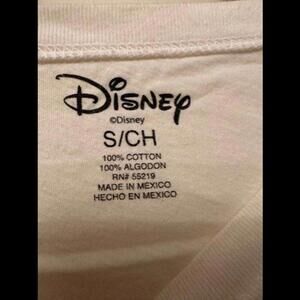 Disney
©Disney
S/CH
100% COTTON
100% ALGODON
RN# 55219
MADE IN MEXICO
HECHO EN MEXICO